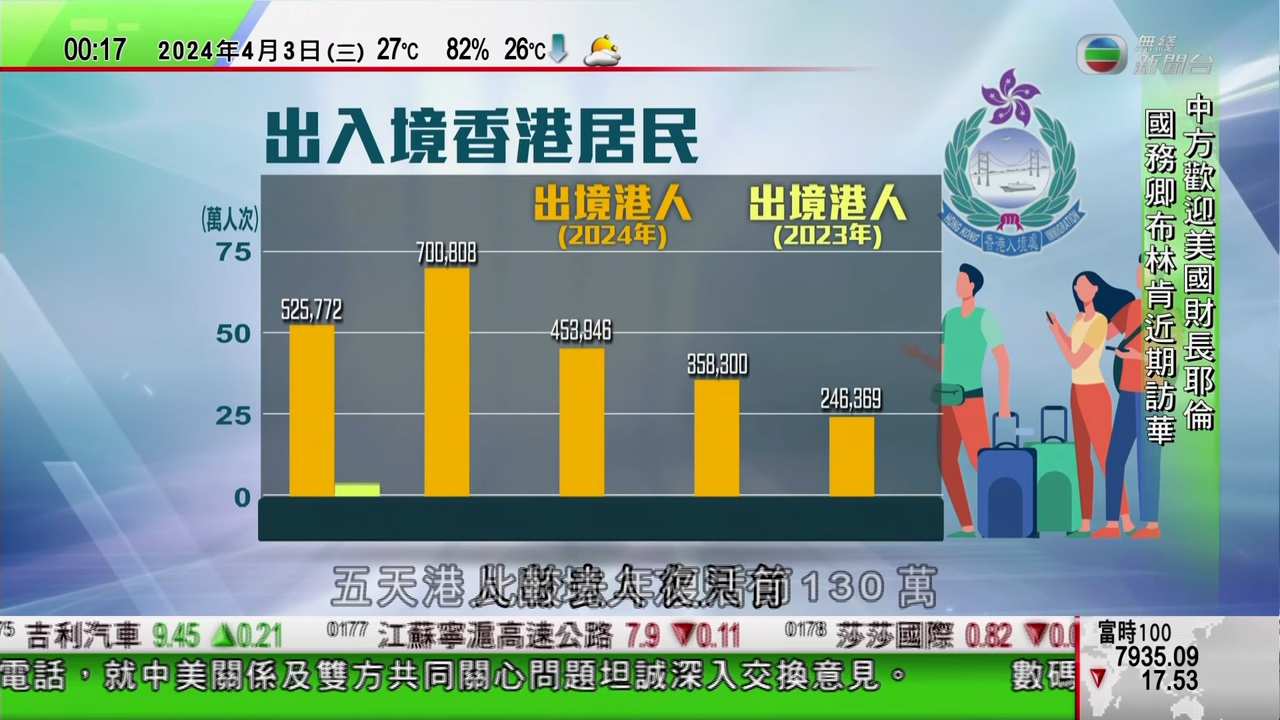 00:17 2024年4月3日(三) 27℃ 82% 26℃
無綫
新聞台
出入境香港居民
(萬人次)
出境港人
(2024年)
出境港人
(2023年)
75
50
25
0
525,772
700,808
453,946
358,300
246,369
HONG KONG
香港入境處
IMMIGRATION
中方歡迎美國財長耶倫
國務卿布林肯近期訪華
75 吉利汽車 9.45 ▲0.21 0177 江蘇寧滬高速公路 7.9 ▼0.11 0178 莎莎國際 0.82 ▼0.0
富時100
7935.09
▼ 17.53
電話，就中美關係及雙方共同關心問題坦誠深入交換意見。 數碼